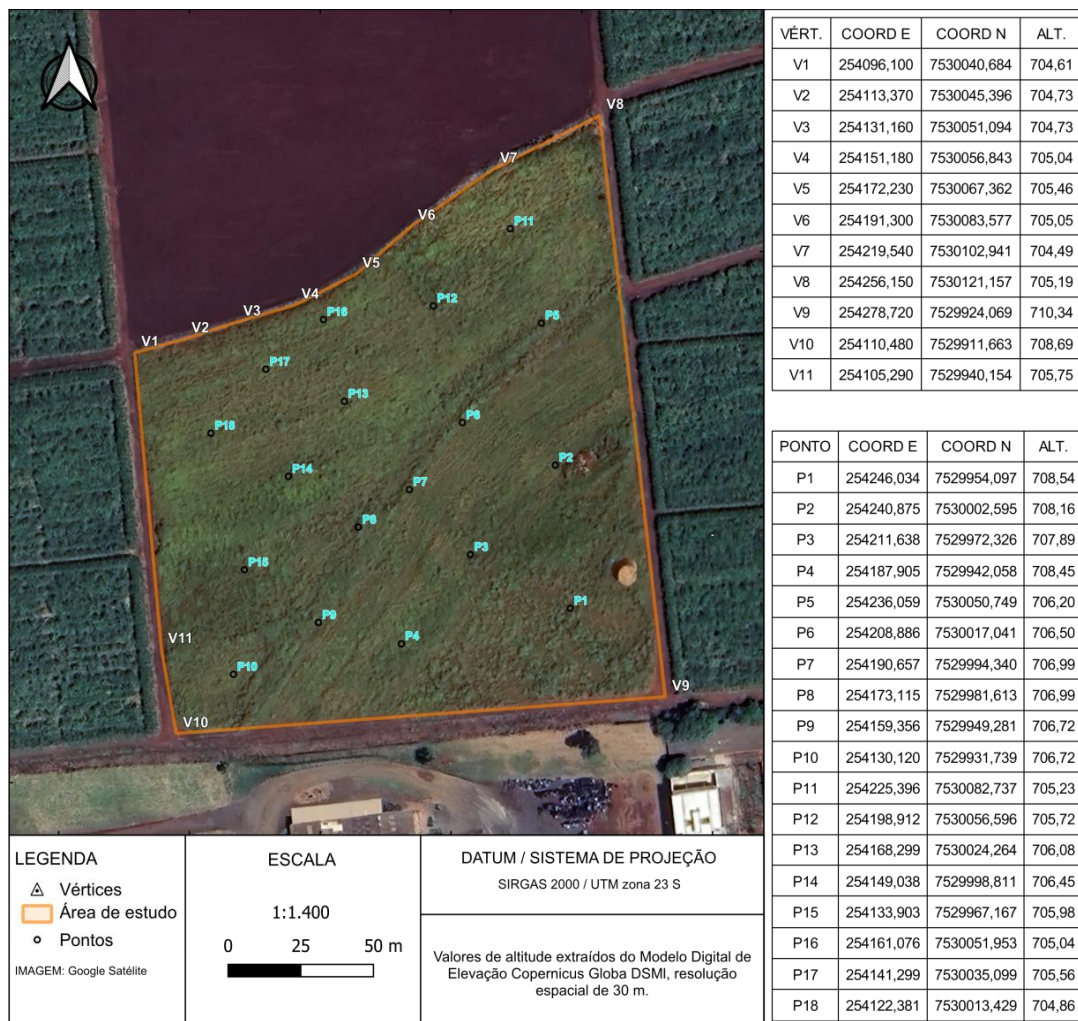 V8
V7
P11
V6
V5
P12
V4
P16
V3
P5
V2
V1
P17
P13
P6
P18
P2
P14
P7
P8
P3
P15
P1
P9
V11
P4
P10
V9
V10
VÉRT. COORD E COORD N ALT.
V1 254096,100 7530040,684 704,61
V2 254113,370 7530045,396 704,73
V3 254131,160 7530051,094 704,73
V4 254151,180 7530056,843 705,04
V5 254172,230 7530067,362 705,46
V6 254191,300 7530083,577 705,05
V7 254219,540 7530102,941 704,49
V8 254256,150 7530121,157 705,19
V9 254278,720 7529924,069 710,34
V10 254110,480 7529911,663 708,69
V11 254105,290 7529940,154 705,75
PONTO COORD E COORD N ALT.
P1 254246,034 7529954,097 708,54
P2 254240,875 7530002,595 708,16
P3 254211,638 7529972,326 707,89
P4 254187,905 7529942,058 708,45
P5 254236,059 7530050,749 706,20
P6 254208,886 7530017,041 706,50
P7 254190,657 7529994,340 706,99
P8 254173,115 7529981,613 706,99
P9 254159,356 7529949,281 706,72
P10 254130,120 7529931,739 706,72
P11 254225,396 7530082,737 705,23
P12 254198,912 7530056,596 705,72
P13 254168,299 7530024,264 706,08
P14 254149,038 7529998,811 706,45
P15 254133,903 7529967,167 705,98
P16 254161,076 7530051,953 705,04
P17 254141,299 7530035,099 705,56
P18 254122,381 7530013,429 704,86
LEGENDA
Vértices
Área de estudo
Pontos
IMAGEM: Google Satélite
ESCALA
1:1.400
0 25 50 m
DATUM / SISTEMA DE PROJEÇÃO
SIRGAS 2000 / UTM zona 23 S
Valores de altitude extraídos do Modelo Digital de
Elevação Copernicus Globa DSMI, resolução
espacial de 30 m.